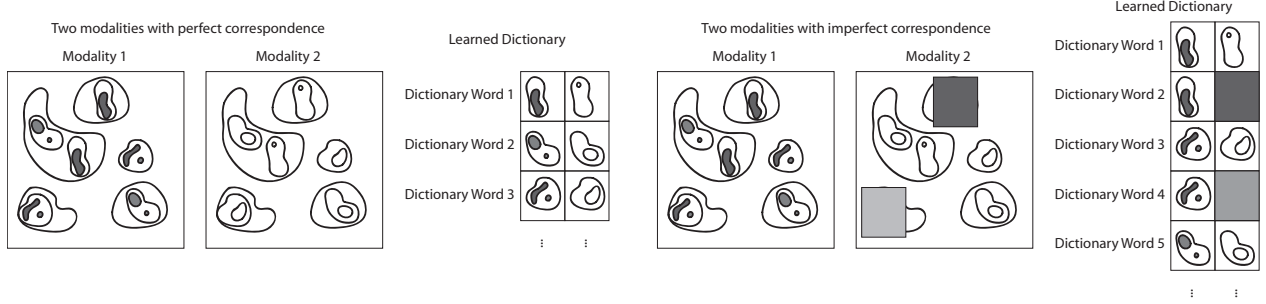 Two modalities with perfect correspondence
Modality 1
Modality 2
Learned Dictionary
Dictionary Word 1
Dictionary Word 2
Dictionary Word 3
...
...
Two modalities with imperfect correspondence
Modality 1
Modality 2
Learned Dictionary
Dictionary Word 1
Dictionary Word 2
Dictionary Word 3
Dictionary Word 4
Dictionary Word 5
...
...